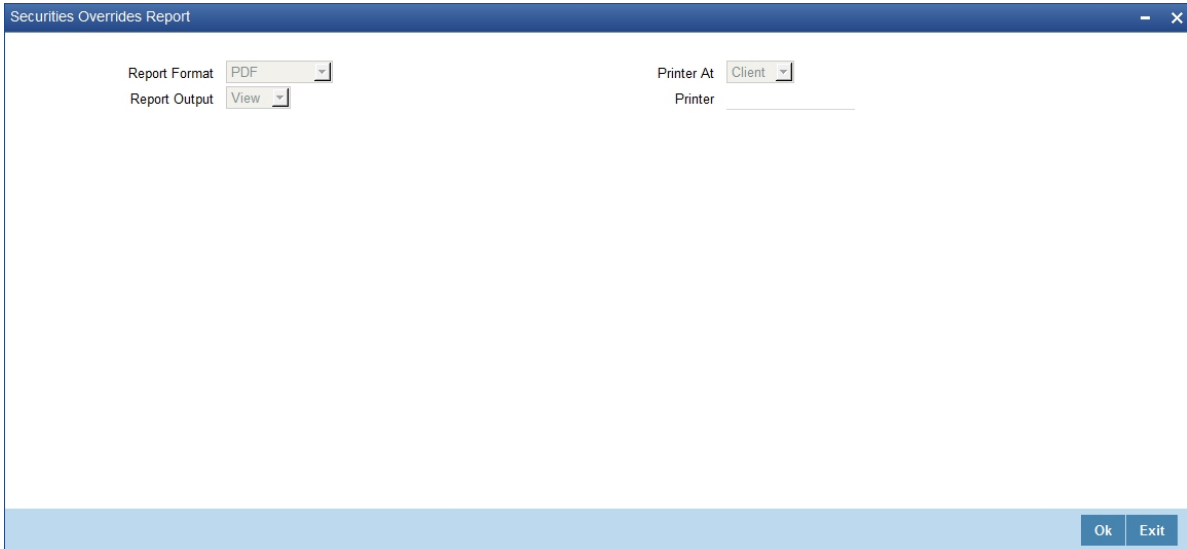 Securities Overrides Report
Report Format PDF Printer At Client
Report Output View Printer
Ok Exit